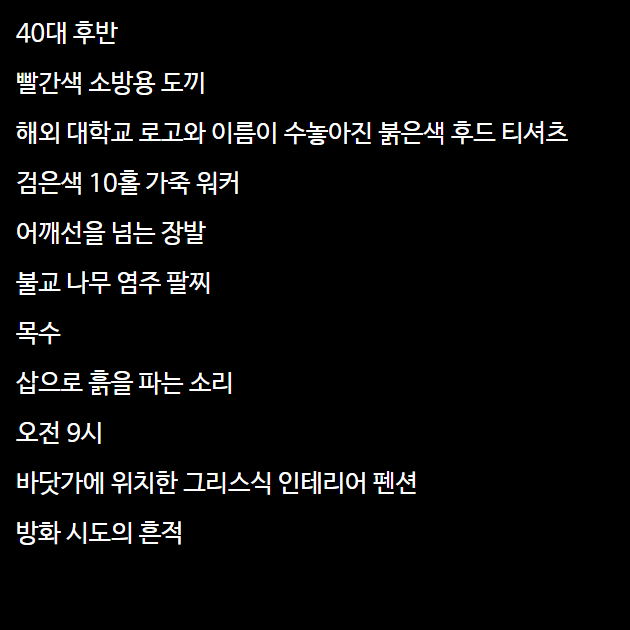 40대 후반
빨간색 소방용 도끼
해외 대학교 로고와 이름이 수놓아진 붉은색 후드 티셔츠
검은색 10홀 가죽 워커
어깨선을 넘는 장발
불교 나무 염주 팔찌
목수
삽으로 흙을 파는 소리
오전 9시
바닷가에 위치한 그리스식 인테리어 펜션
방화 시도의 흔적